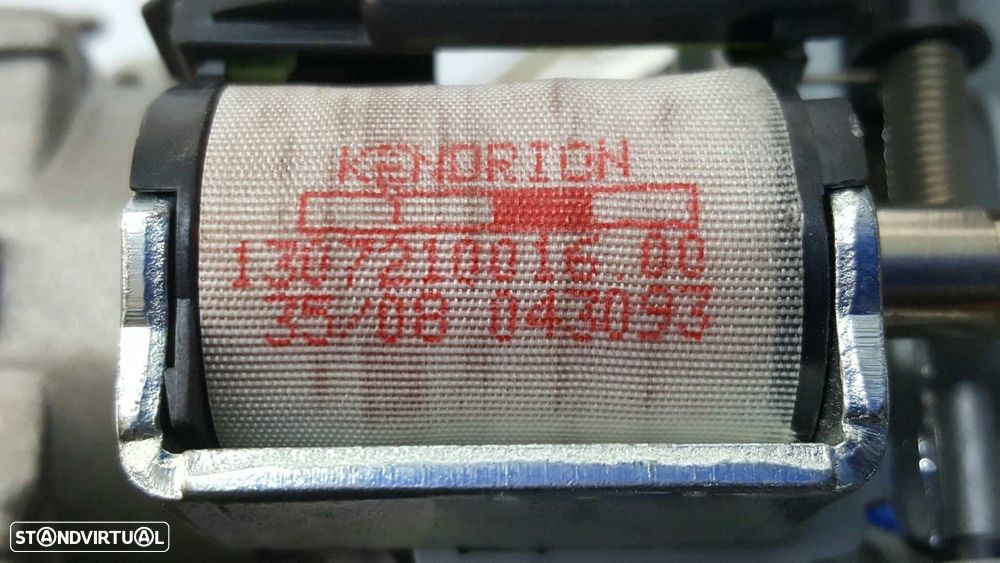 KENDRION
1307210016.00
35/08 043093
STANDVIRTUAL